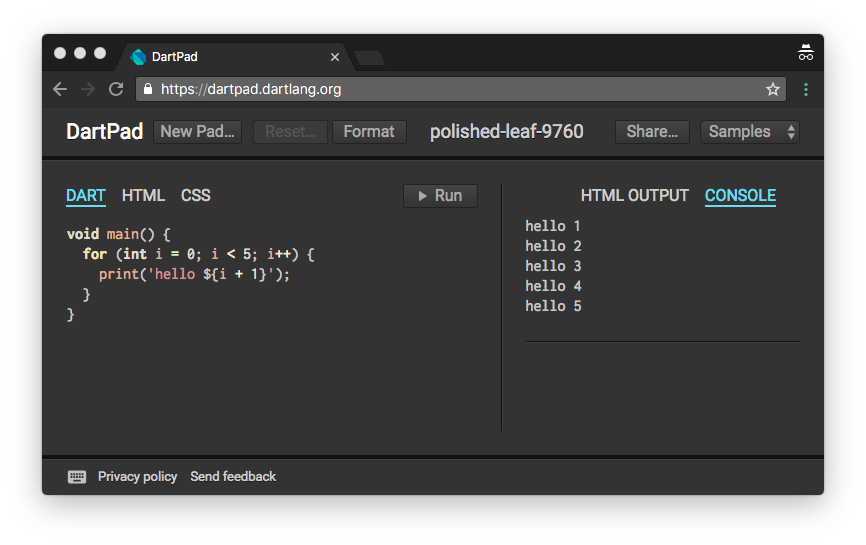 DartPad
https://dartpad.dartlang.org
DartPad New Pad... Reset... Format polished-leaf-9760 Share... Samples
DART HTML CSS Run
void main() {
  for (int i = 0; i < 5; i++) {
    print('hello ${i + 1}');
  }
}
HTML OUTPUT CONSOLE
hello 1
hello 2
hello 3
hello 4
hello 5
Privacy policy Send feedback